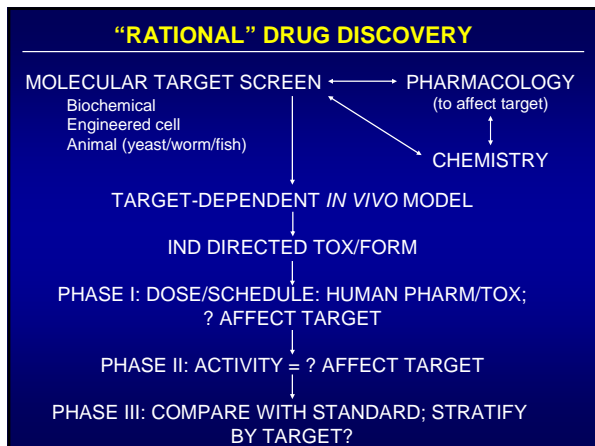 “RATIONAL” DRUG DISCOVERY
MOLECULAR TARGET SCREEN
Biochemical
Engineered cell
Animal (yeast/worm/fish)
PHARMACOLOGY
(to affect target)
CHEMISTRY
TARGET-DEPENDENT IN VIVO MODEL
IND DIRECTED TOX/FORM
PHASE I: DOSE/SCHEDULE: HUMAN PHARM/TOX;
? AFFECT TARGET
PHASE II: ACTIVITY = ? AFFECT TARGET
PHASE III: COMPARE WITH STANDARD; STRATIFY
BY TARGET?